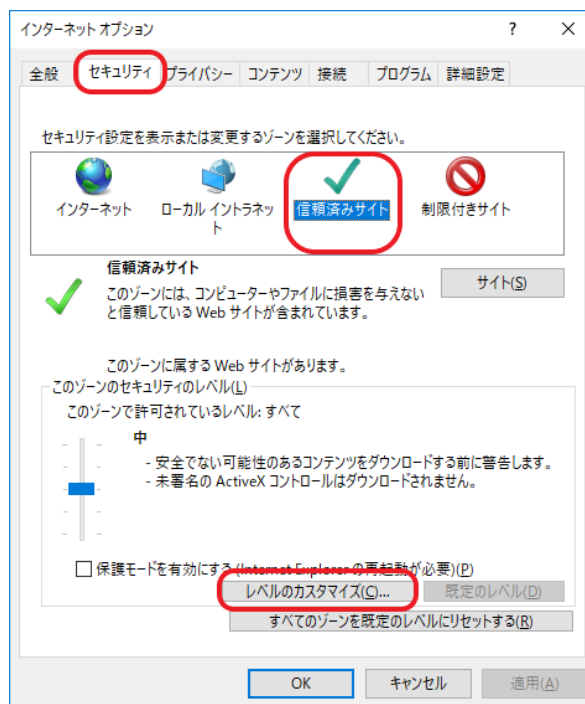 インターネット オプション ? ×
全般 セキュリティ プライバシー コンテンツ 接続 プログラム 詳細設定
セキュリティ設定を表示または変更するゾーンを選択してください。
インターネット ローカル イントラネッ 信頼済みサイト 制限付きサイト
ト
信頼済みサイト
サイト(S)
このゾーンには、コンピューターやファイルに損害を与えない
と信頼している Web サイトが含まれています。
このゾーンに属する Web サイトがあります。
このゾーンのセキュリティのレベル(L)
このゾーンで許可されているレベル: すべて
中
- 安全でない可能性のあるコンテンツをダウンロードする前に警告します。
- 未署名の ActiveX コントロールはダウンロードされません。
保護モードを有効にする (Internet Explorer の再起動が必要)(P)
レベルのカスタマイズ(C)... 既定のレベル(D)
すべてのゾーンを既定のレベルにリセットする(R)
OK キャンセル 適用(A)